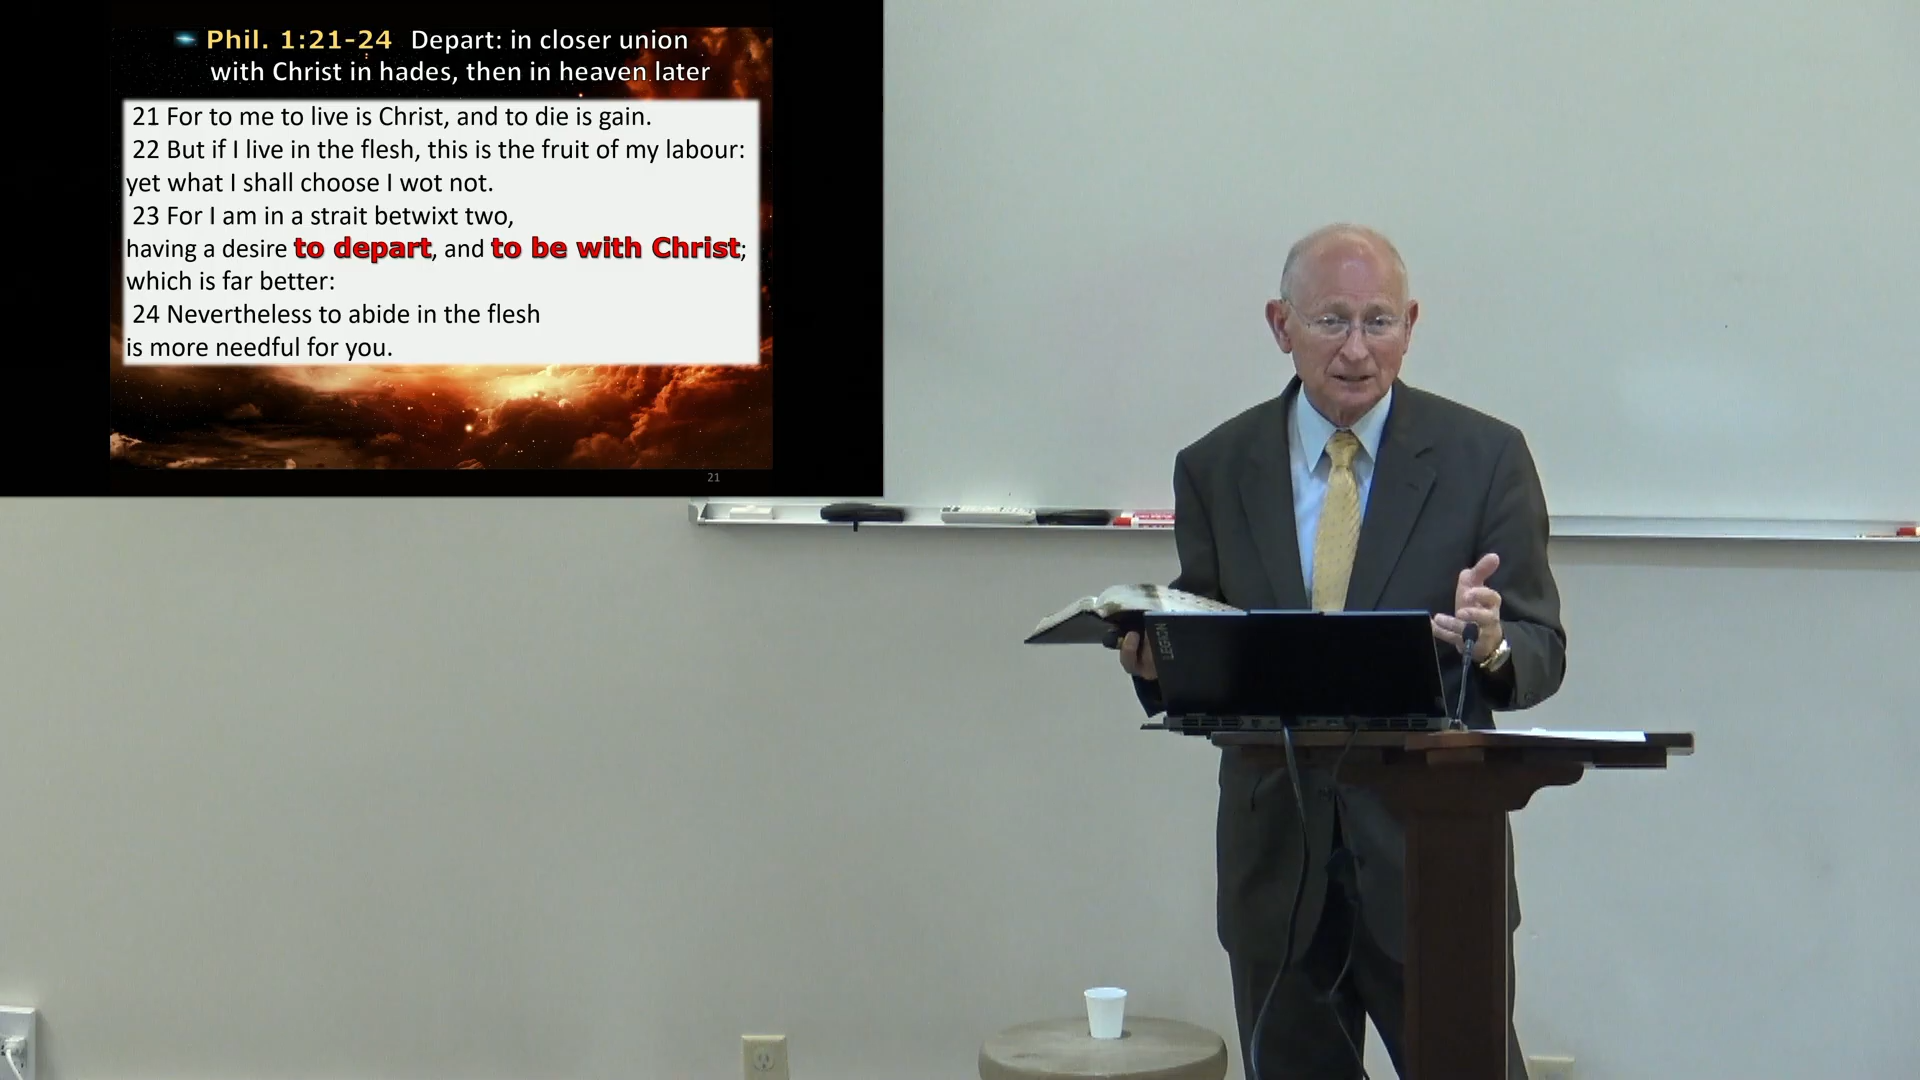 Phil. 1:21-24 Depart: in closer union
with Christ in hades, then in heaven later
21 For to me to live is Christ, and to die is gain.
22 But if I live in the flesh, this is the fruit of my labour:
yet what I shall choose I wot not.
23 For I am in a strait betwixt two,
having a desire to depart, and to be with Christ;
which is far better:
24 Nevertheless to abide in the flesh
is more needful for you.
21
LEGION